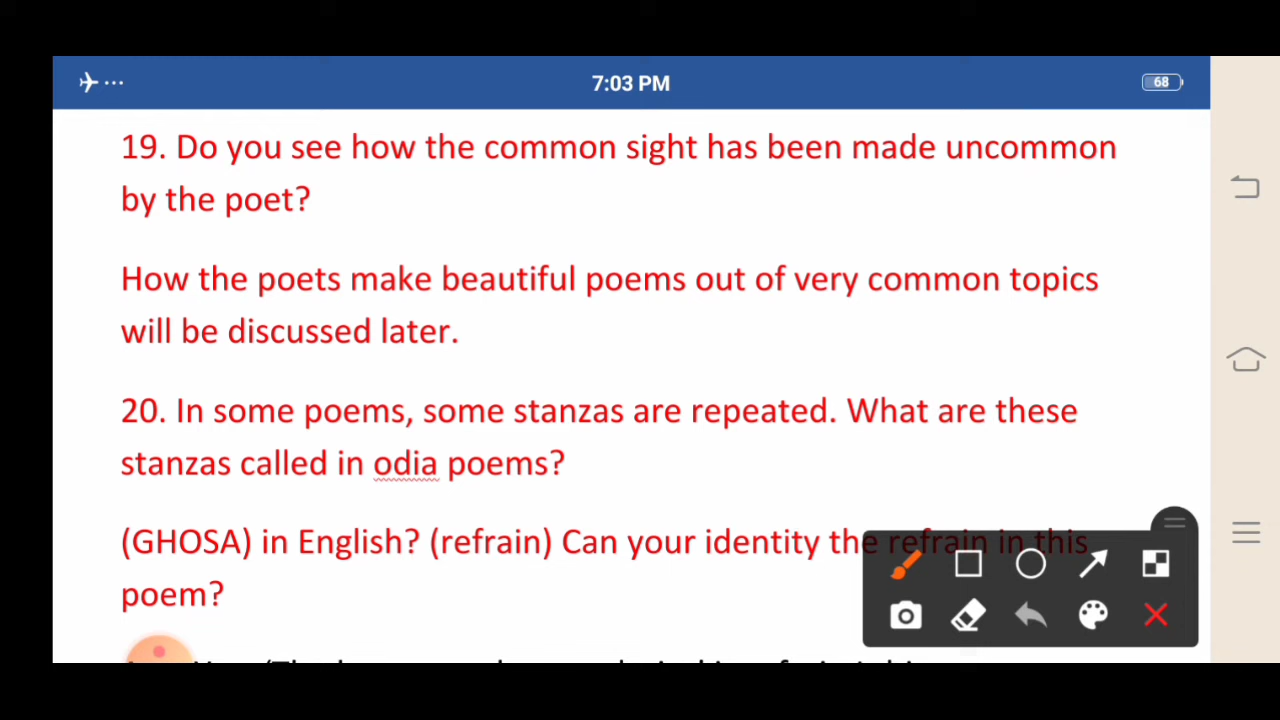 7:03 PM
68
19. Do you see how the common sight has been made uncommon
by the poet?
How the poets make beautiful poems out of very common topics
will be discussed later.
20. In some poems, some stanzas are repeated. What are these
stanzas called in odia poems?
(GHOSA) in English? (refrain) Can your identity the refrain in this
poem?